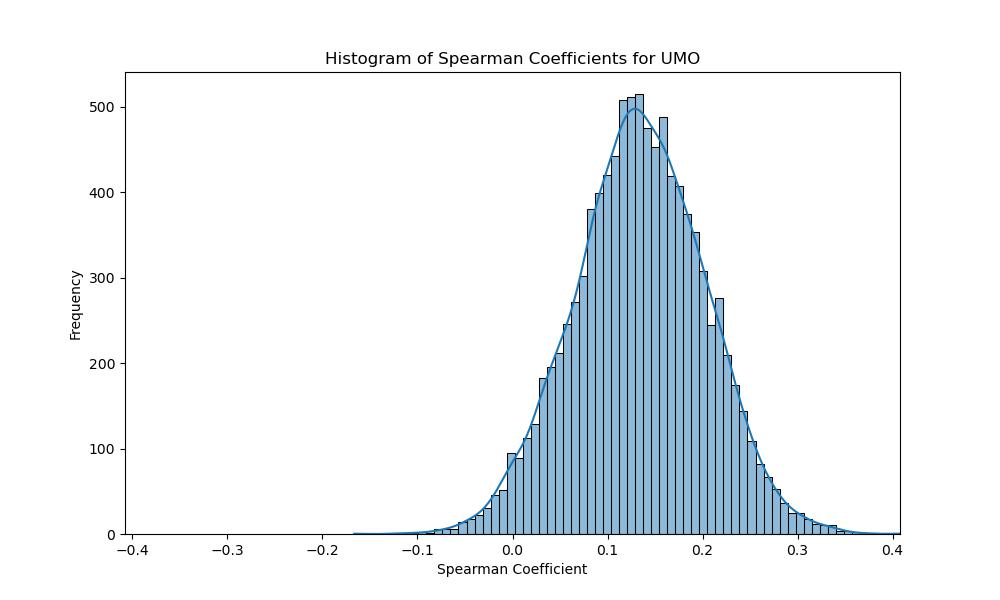 Histogram of Spearman Coefficients for UMO
500
400
300
200
100
0
Frequency
−0.4 −0.3 −0.2 −0.1 0.0 0.1 0.2 0.3 0.4
Spearman Coefficient